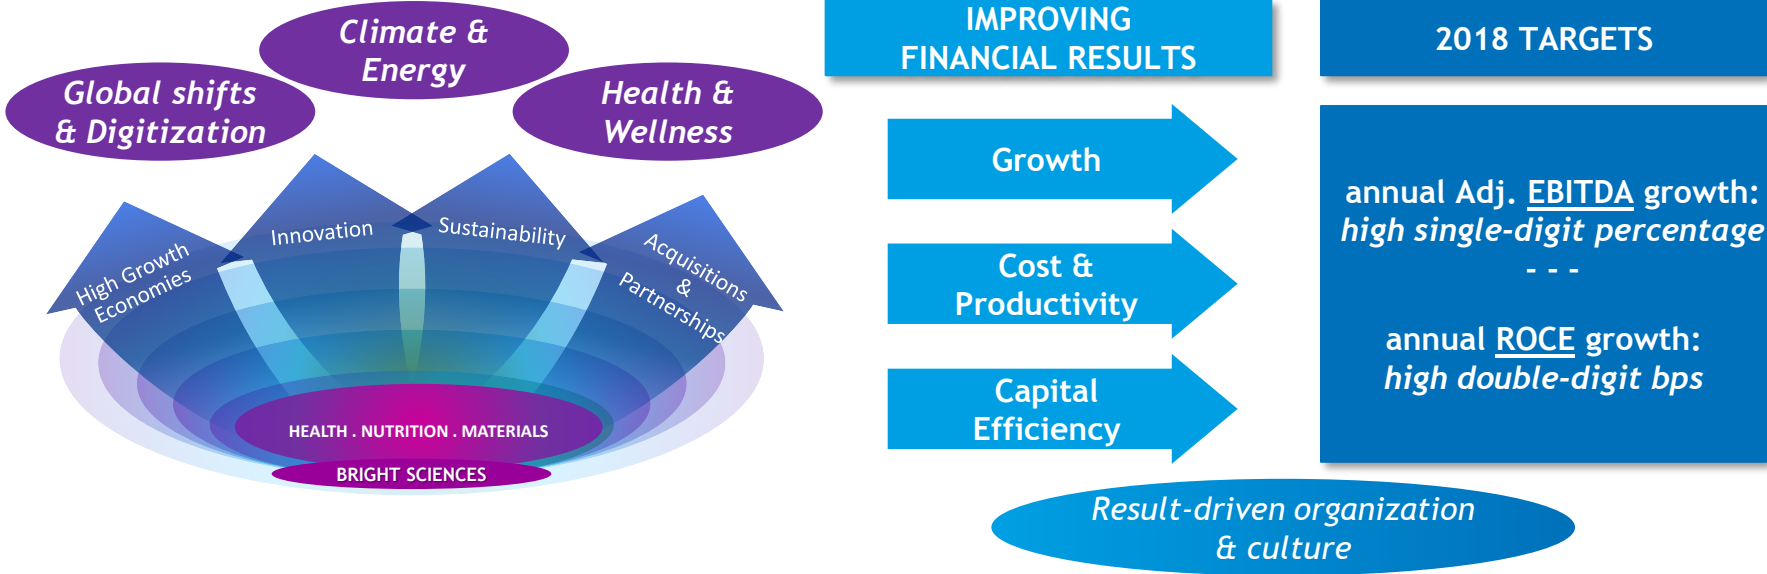 Climate &
Energy
Global shifts
& Digitization
Health &
Wellness
High Growth
Economies
Innovation
Sustainability
Acquisitions
&
Partnerships
HEALTH . NUTRITION . MATERIALS
BRIGHT SCIENCES
IMPROVING
FINANCIAL RESULTS
Growth
Cost &
Productivity
Capital
Efficiency
Result-driven organization
& culture
2018 TARGETS
annual Adj. EBITDA growth:
high single-digit percentage
- - -
annual ROCE growth:
high double-digit bps